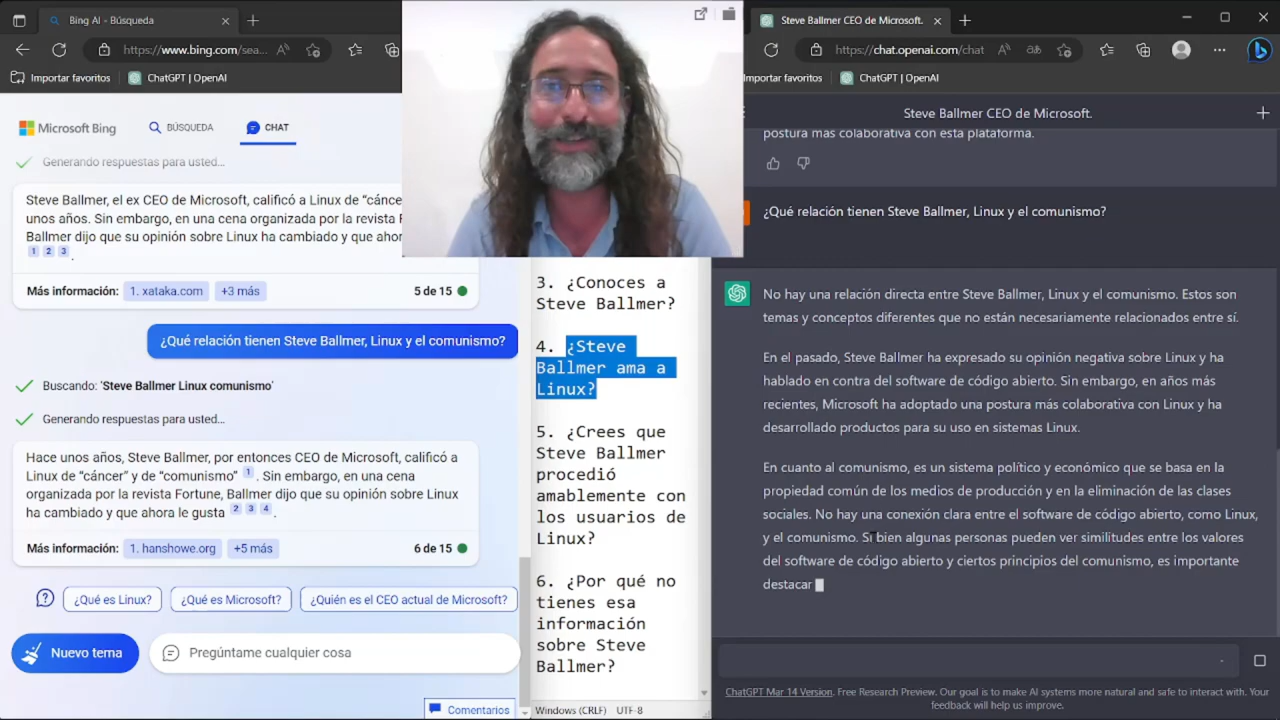 Bing AI - Búsqueda
https://www.bing.com/sea...
Importar favoritos
ChatGPT | OpenAI
Microsoft Bing
BÚSQUEDA
CHAT
Generando respuestas para usted...
Steve Ballmer, el ex CEO de Microsoft, calificó a Linux de “cánce
unos años. Sin embargo, en una cena organizada por la revista F
Ballmer dijo que su opinión sobre Linux ha cambiado y que ahor
1 2 3 .
Más información:
1. xataka.com
+3 más
5 de 15
¿Qué relación tienen Steve Ballmer, Linux y el comunismo?
Buscando: 'Steve Ballmer Linux comunismo'
Generando respuestas para usted...
Hace unos años, Steve Ballmer, por entonces CEO de Microsoft, calificó a
Linux de “cáncer” y de “comunismo” 1 . Sin embargo, en una cena
organizada por la revista Fortune, Ballmer dijo que su opinión sobre Linux
ha cambiado y que ahora le gusta 2 3 4 .
Más información:
1. hanshowe.org
+5 más
6 de 15
¿Qué es Linux?
¿Qué es Microsoft?
¿Quién es el CEO actual de Microsoft?
Nuevo tema
Pregúntame cualquier cosa
Comentarios
3. ¿Conoces a
Steve Ballmer?
4. ¿Steve
Ballmer ama a
Linux?
5. ¿Crees que
Steve Ballmer
procedió
amablemente con
los usuarios de
Linux?
6. ¿Por qué no
tienes esa
información
sobre Steve
Ballmer?
Windows (CRLF)
UTF-8
Steve Ballmer CEO de Microsoft.
https://chat.openai.com/chat
Importar favoritos
ChatGPT | OpenAI
Steve Ballmer CEO de Microsoft.
postura más colaborativa con esta plataforma.
¿Qué relación tienen Steve Ballmer, Linux y el comunismo?
No hay una relación directa entre Steve Ballmer, Linux y el comunismo. Estos son
temas y conceptos diferentes que no están necesariamente relacionados entre sí.
En el pasado, Steve Ballmer ha expresado su opinión negativa sobre Linux y ha
hablado en contra del software de código abierto. Sin embargo, en años más
recientes, Microsoft ha adoptado una postura más colaborativa con Linux y ha
desarrollado productos para su uso en sistemas Linux.
En cuanto al comunismo, es un sistema político y económico que se basa en la
propiedad común de los medios de producción y en la eliminación de las clases
sociales. No hay una conexión clara entre el software de código abierto, como Linux,
y el comunismo. Si bien algunas personas pueden ver similitudes entre los valores
del software de código abierto y ciertos principios del comunismo, es importante
destacar
ChatGPT Mar 14 Version. Free Research Preview. Our goal is to make AI systems more natural and safe to interact with. Your
feedback will help us improve.